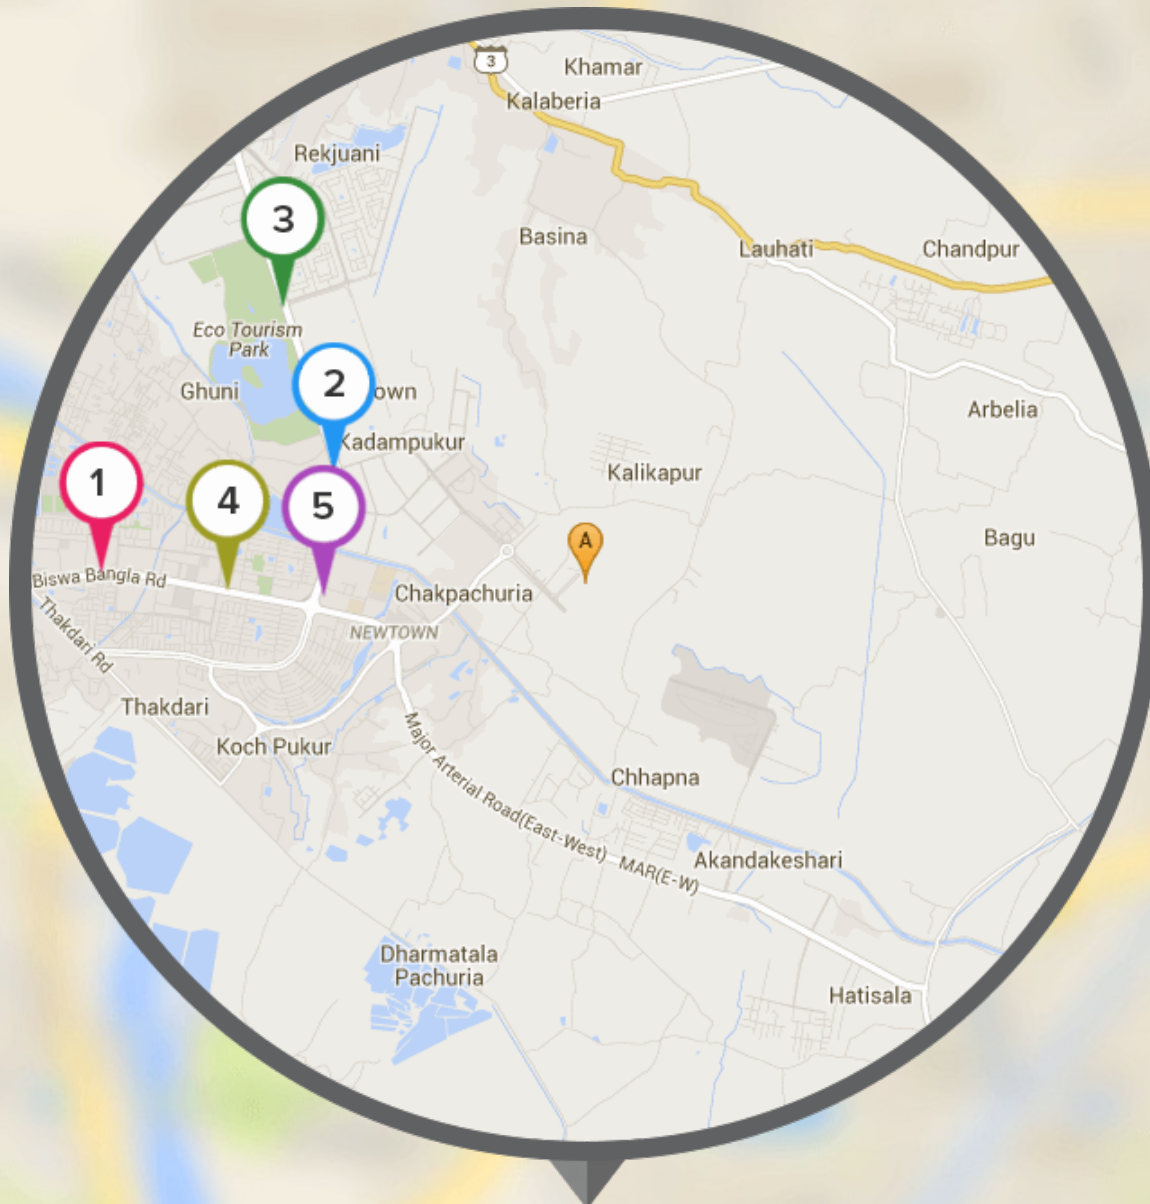 3
Khamar
Kalaberia
Rekjuani
3
Basina
Lauhati
Chandpur
Eco Tourism
Park
2
Ghuni
own
Arbelia
Kadampukur
Kalikapur
1
4
5
A
Bagu
Biswa Bangla Rd
Chakpachuria
Thakdari Rd
NEWTOWN
Thakdari
Koch Pukur
Major Arterial Road(East-West)
MAR(E-W)
Chhapna
Akandakeshari
Dharmatala
Pachuria
Hatisala